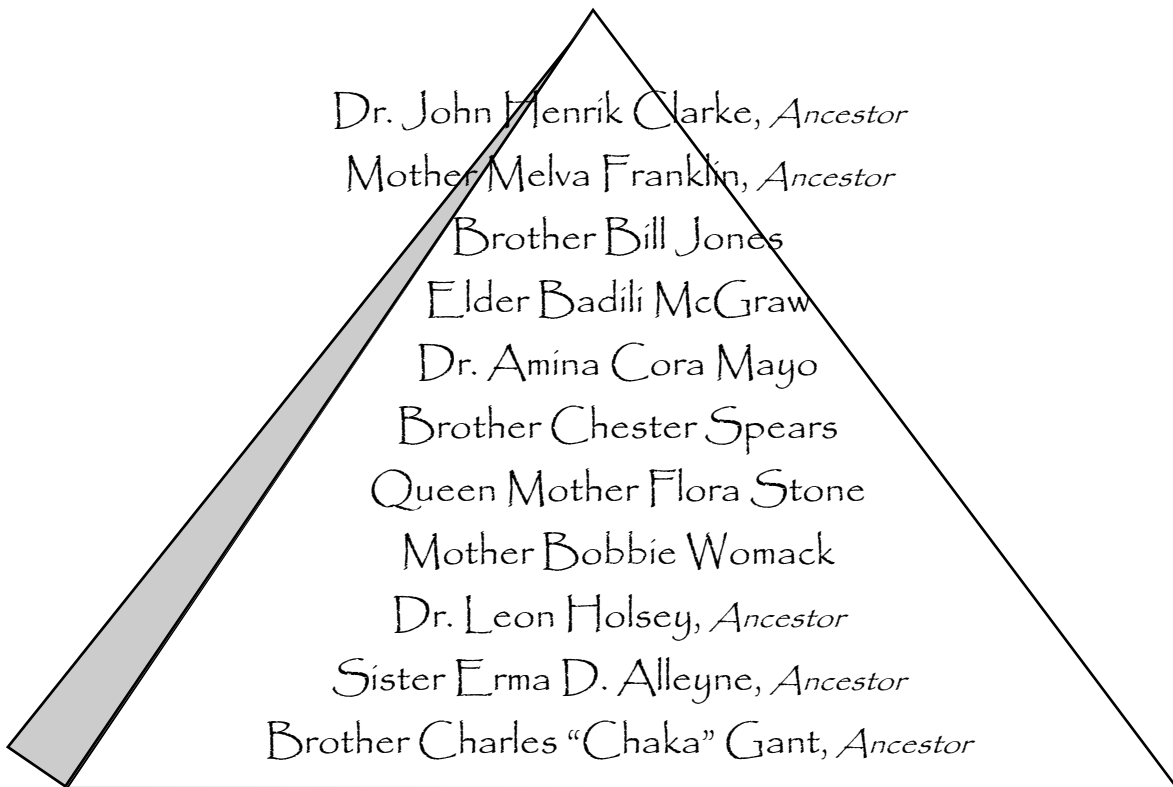 Dr. John Henrik Clarke, Ancestor
Mother Melva Franklin, Ancestor
Brother Bill Jones
Elder Badili McGraw
Dr. Amina Cora Mayo
Brother Chester Spears
Queen Mother Flora Stone
Mother Bobbie Womack
Dr. Leon Holsey, Ancestor
Sister Erma D. Alleyne, Ancestor
Brother Charles “Chaka” Gant, Ancestor